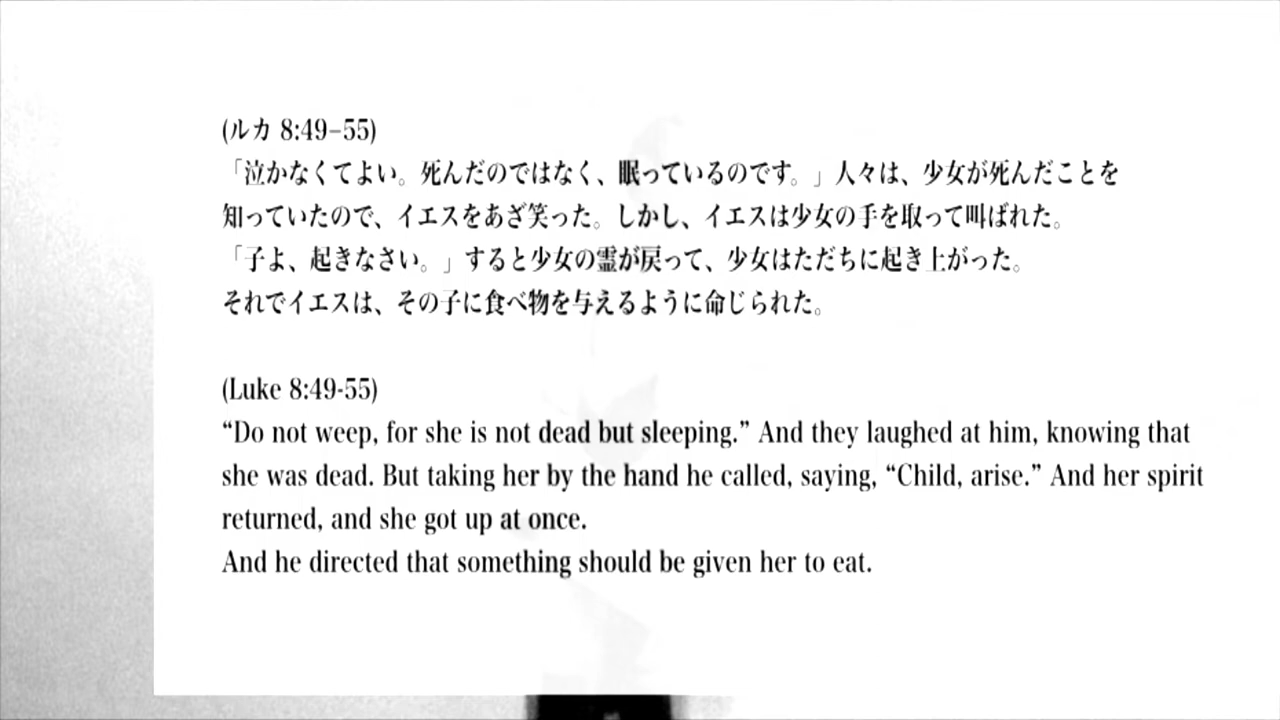 (ルカ 8:49–55)
「泣かなくてよい。死んだのではなく、眠っているのです。」人々は、少女が死んだことを
知っていたので、イエスをあざ笑った。しかし、イエスは少女の手を取って叫ばれた。
「子よ、起きなさい。」すると少女の霊が戻って、少女はただちに起き上がった。
それでイエスは、その子に食べ物を与えるように命じられた。
(Luke 8:49-55)
“Do not weep, for she is not dead but sleeping.” And they laughed at him, knowing that
she was dead. But taking her by the hand he called, saying, “Child, arise.” And her spirit
returned, and she got up at once.
And he directed that something should be given her to eat.